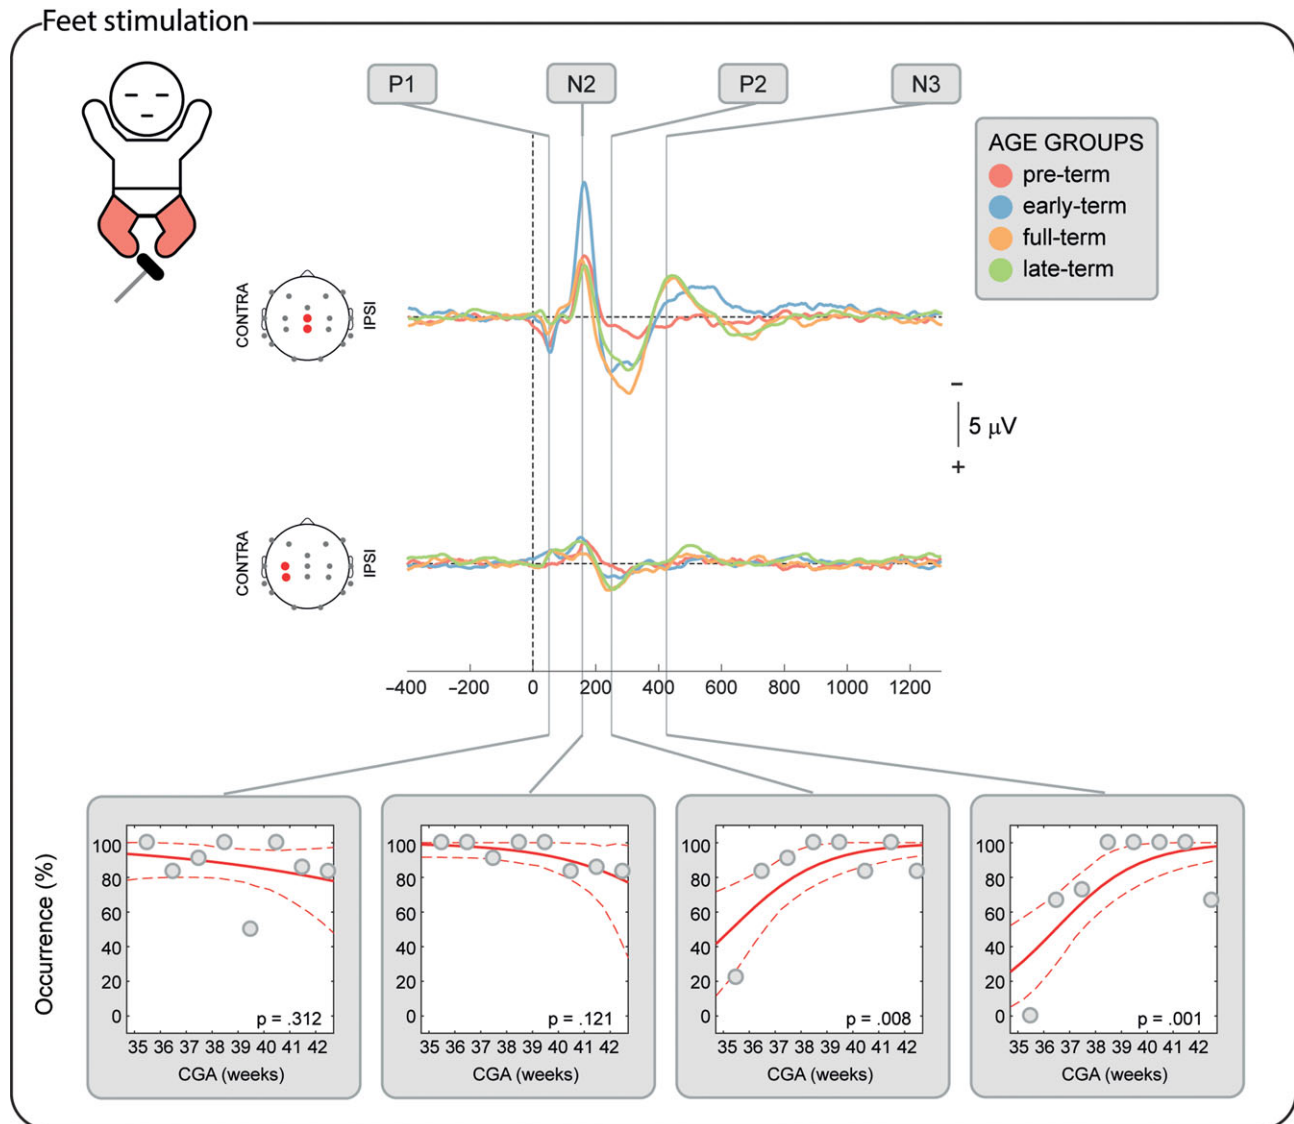 Feet stimulation
P1 N2 P2 N3
AGE GROUPS
pre-term
early-term
full-term
late-term
CONTRA IPSI
−
5 μV
+
CONTRA IPSI
−400 −200 0 200 400 600 800 1000 1200
Occurrence (%)
100
80
60
40
20
0
p = .312
35 36 37 38 39 40 41 42
CGA (weeks)
100
80
60
40
20
0
p = .121
35 36 37 38 39 40 41 42
CGA (weeks)
100
80
60
40
20
0
p = .008
35 36 37 38 39 40 41 42
CGA (weeks)
100
80
60
40
20
0
p = .001
35 36 37 38 39 40 41 42
CGA (weeks)